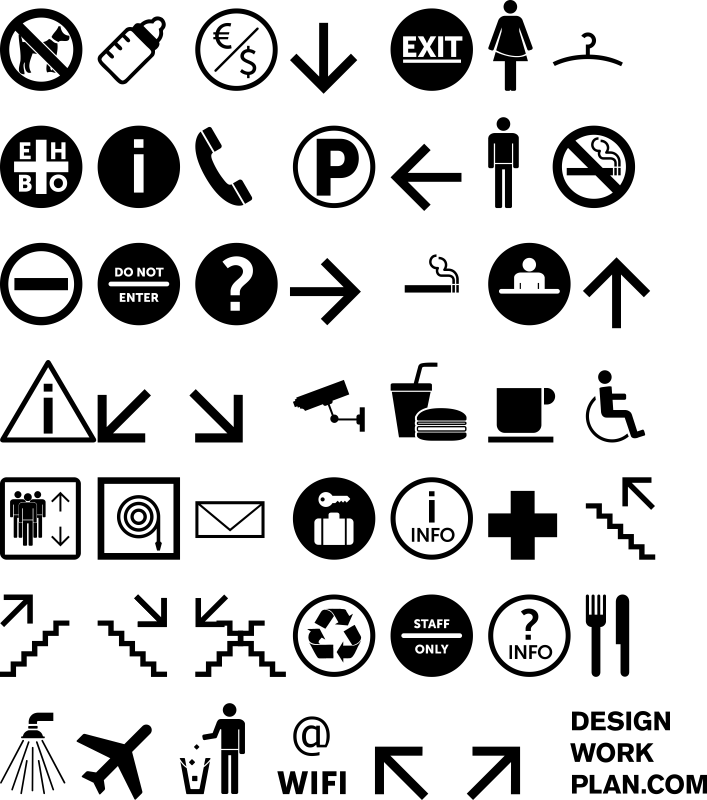 €
$
EXIT
E H
B O
i
P
DO NOT
ENTER
?
i
i
INFO
STAFF
ONLY
?
INFO
@
WIFI
DESIGN
WORK
PLAN.COM